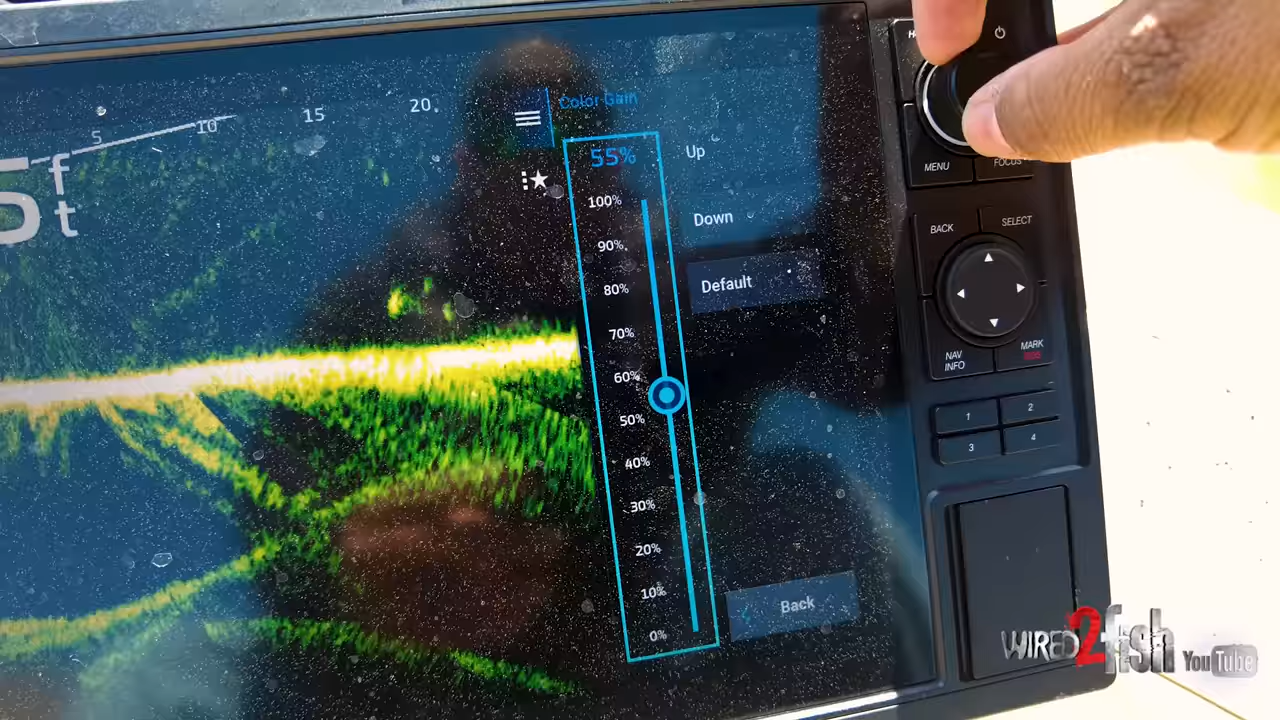 5
10
15
20
5 ft
Color Gain
55%
100%
90%
80%
70%
60%
50%
40%
30%
20%
10%
0%
Up
Down
Default
Back
MENU
FOCUS
BACK
SELECT
NAV
INFO
MARK
1
2
3
4
WIRED2fish YouTube